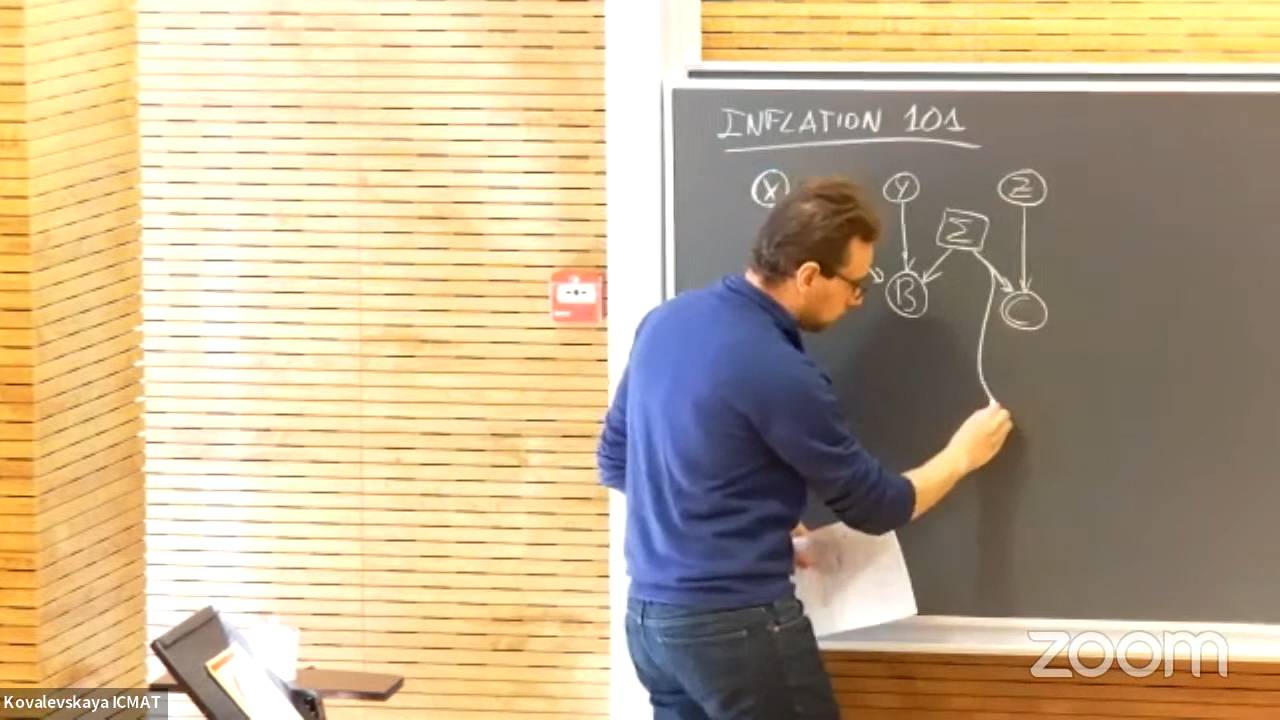 INFLATION 101
X Y Z
Σ
B C
Kovalevskaya ICMAT
zoom